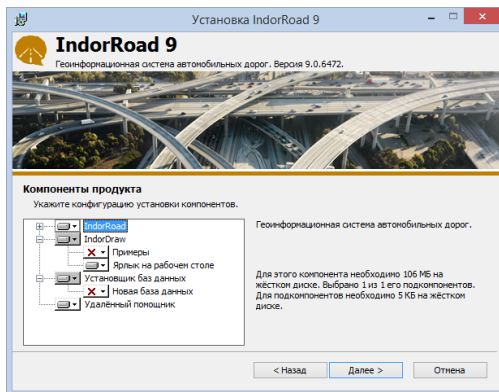 Установка IndorRoad 9
IndorRoad 9
Геоинформационная система автомобильных дорог. Версия 9.0.6472.
Компоненты продукта
Укажите конфигурацию установки компонентов.
IndorRoad
IndorDraw
Примеры
Ярлык на рабочем столе
Установщик баз данных
Новая база данных
Удалённый помощник
Геоинформационная система автомобильных дорог.
Для этого компонента необходимо 106 МБ на
жёстком диске. Выбрано 1 из 1 его подкомпонентов.
Для подкомпонентов необходимо 5 КБ на жёстком
диске.
< Назад
Далее >
Отмена